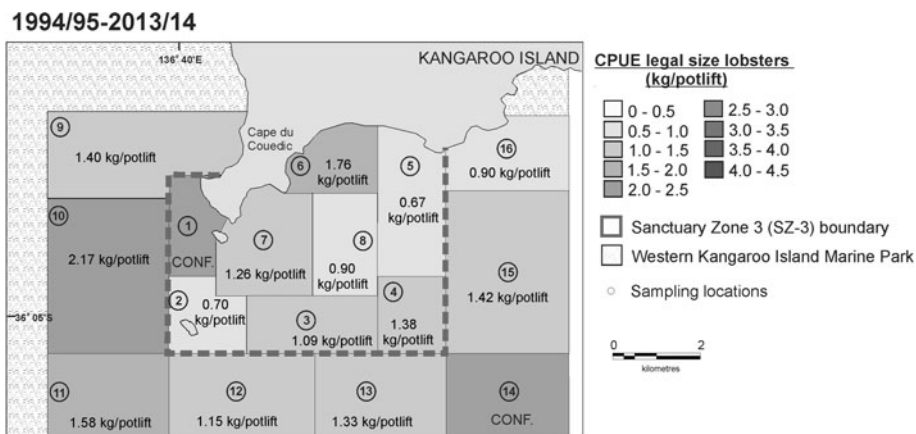 1994/95-2013/14
136° 40'E
KANGAROO ISLAND
Cape du
Couedic
9
1.40 kg/potlift
6
1.76
kg/potlift
5
0.67
kg/potlift
16
0.90 kg/potlift
10
2.17 kg/potlift
1
CONF.
7
1.26 kg/potlift
8
0.90
kg/potlift
15
1.42 kg/potlift
2
0.70
kg/potlift
3
1.09 kg/potlift
4
1.38
kg/potlift
36° 05'S
11
1.58 kg/potlift
12
1.15 kg/potlift
13
1.33 kg/potlift
14
CONF.
CPUE legal size lobsters
(kg/potlift)
0 - 0.5
0.5 - 1.0
1.0 - 1.5
1.5 - 2.0
2.0 - 2.5
2.5 - 3.0
3.0 - 3.5
3.5 - 4.0
4.0 - 4.5
Sanctuary Zone 3 (SZ-3) boundary
Western Kangaroo Island Marine Park
Sampling locations
0 2
kilometres